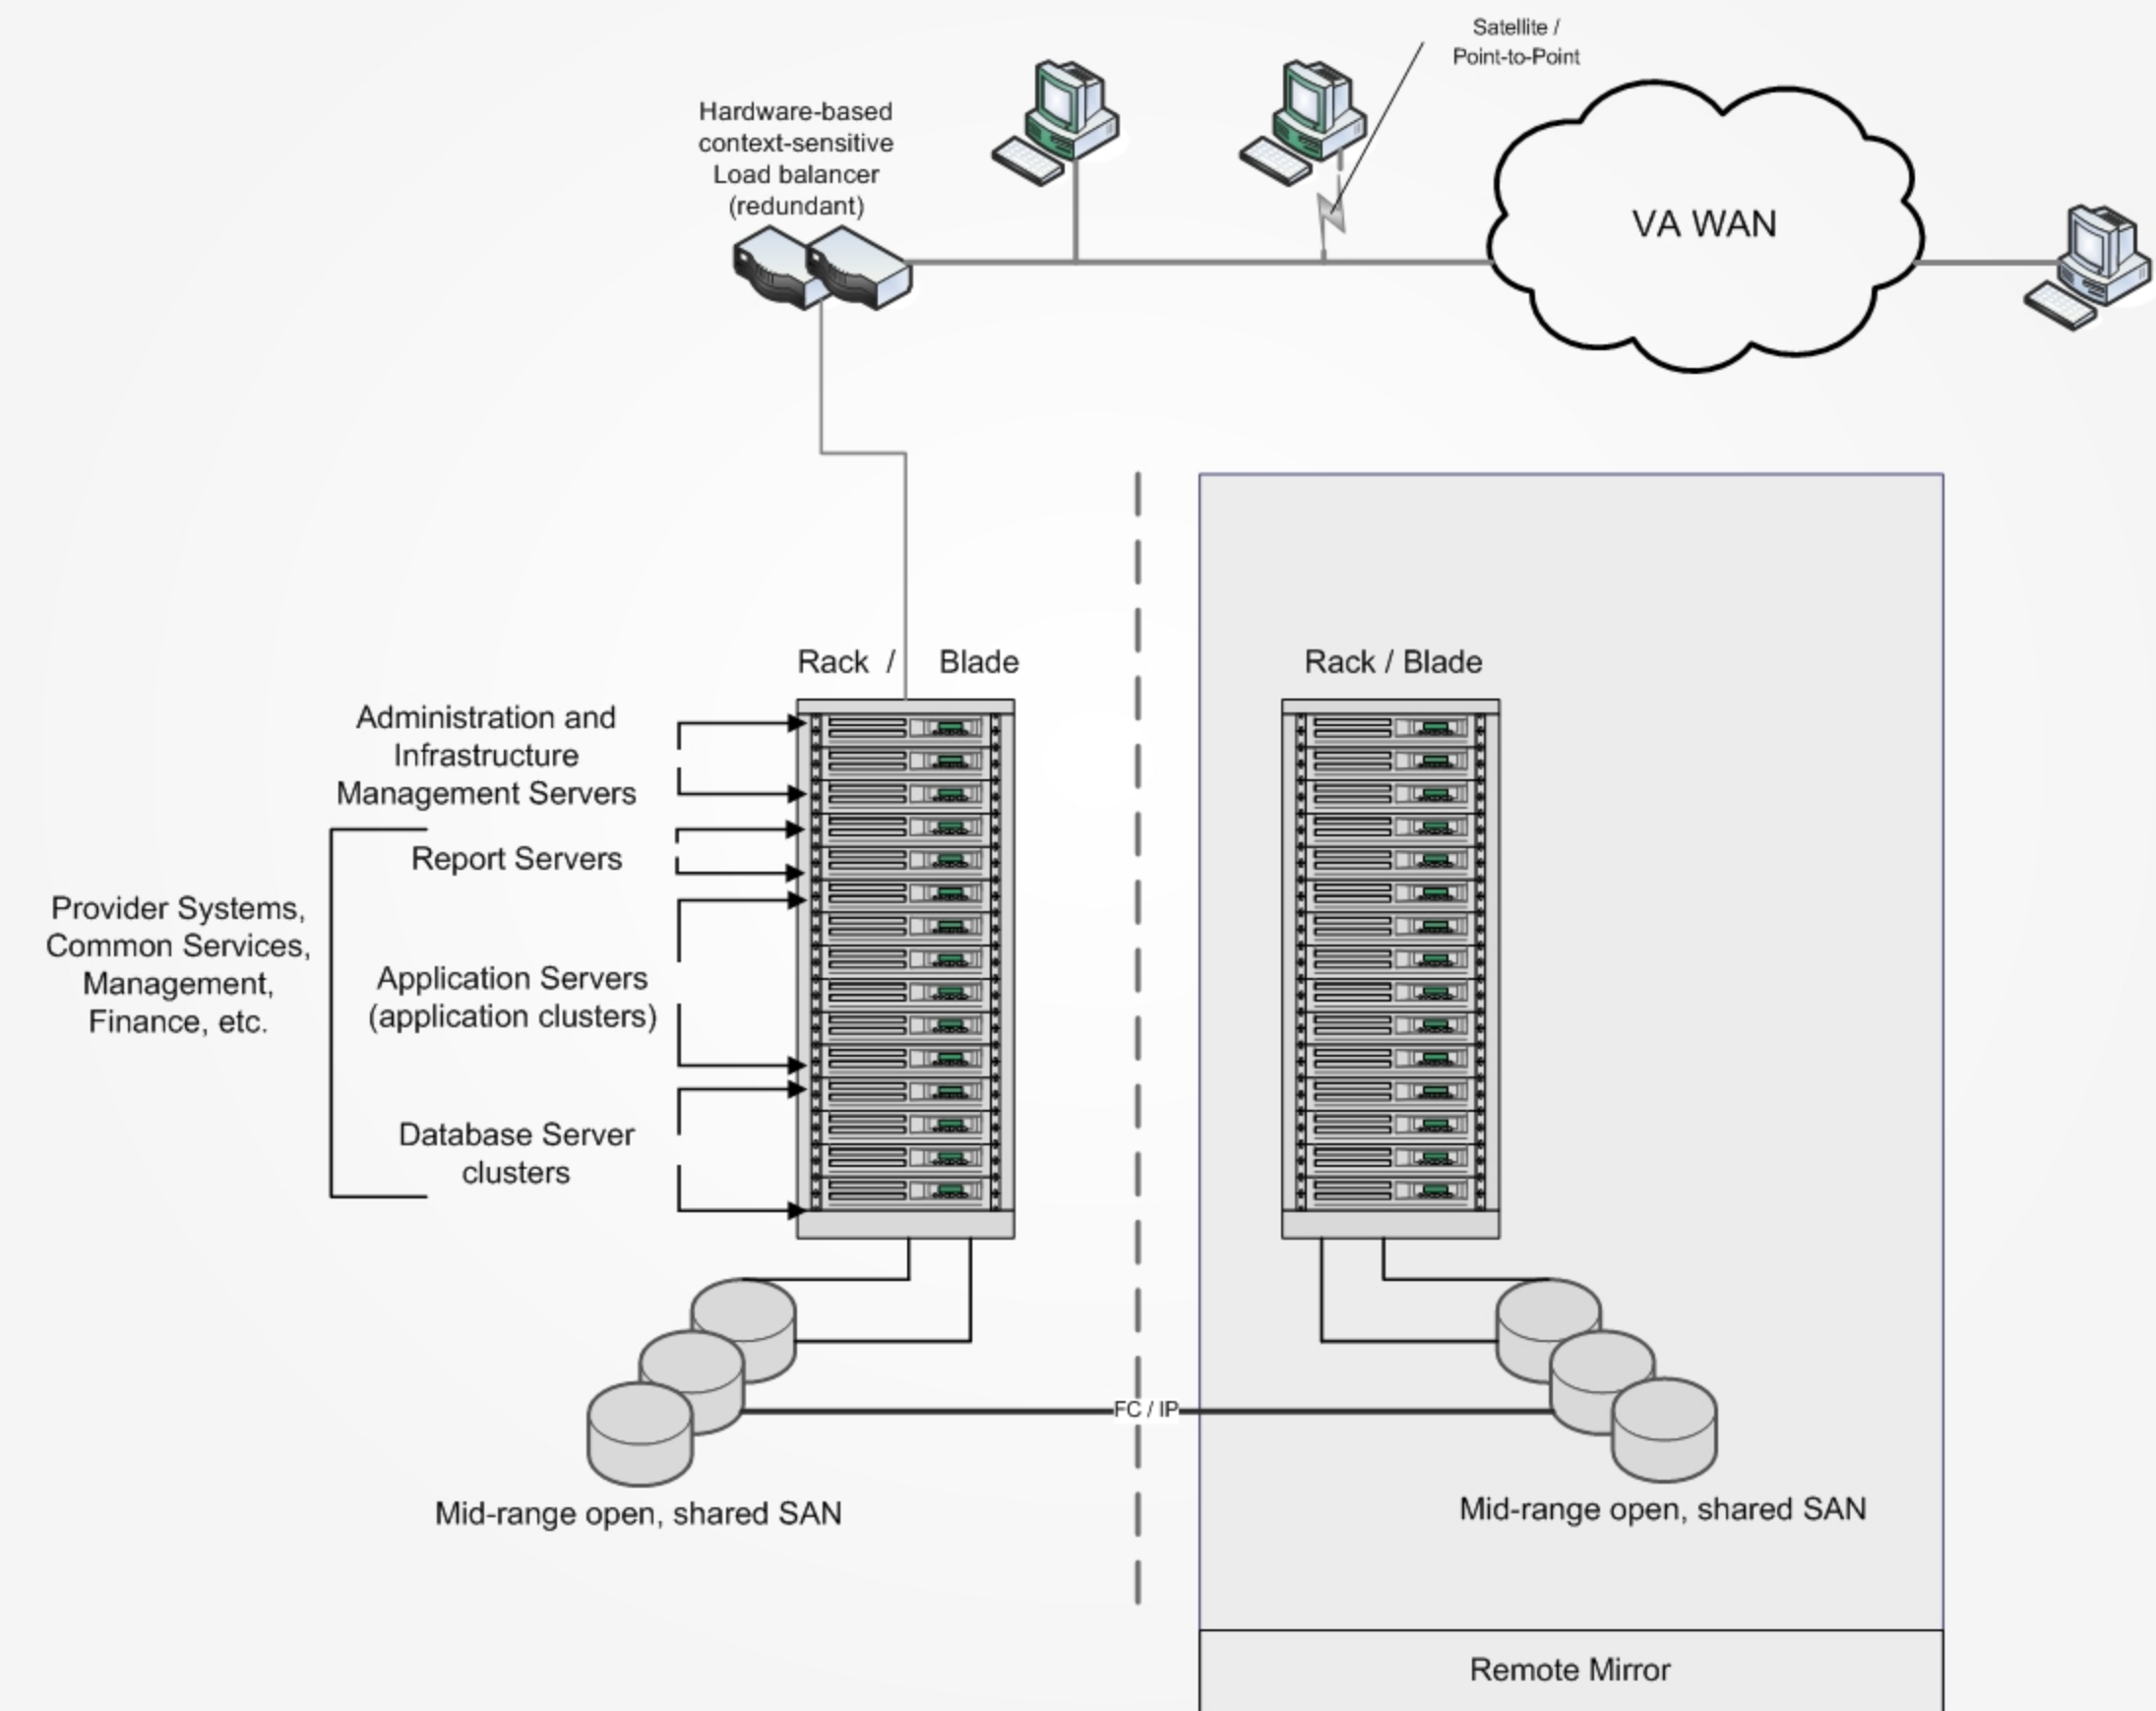 Satellite /
Point-to-Point
Hardware-based
context-sensitive
Load balancer
(redundant)
VA WAN
Rack / Blade
Rack / Blade
Administration and
Infrastructure
Management Servers
Report Servers
Provider Systems,
Common Services,
Management,
Finance, etc.
Application Servers
(application clusters)
Database Server
clusters
FC / IP
Mid-range open, shared SAN
Mid-range open, shared SAN
Remote Mirror